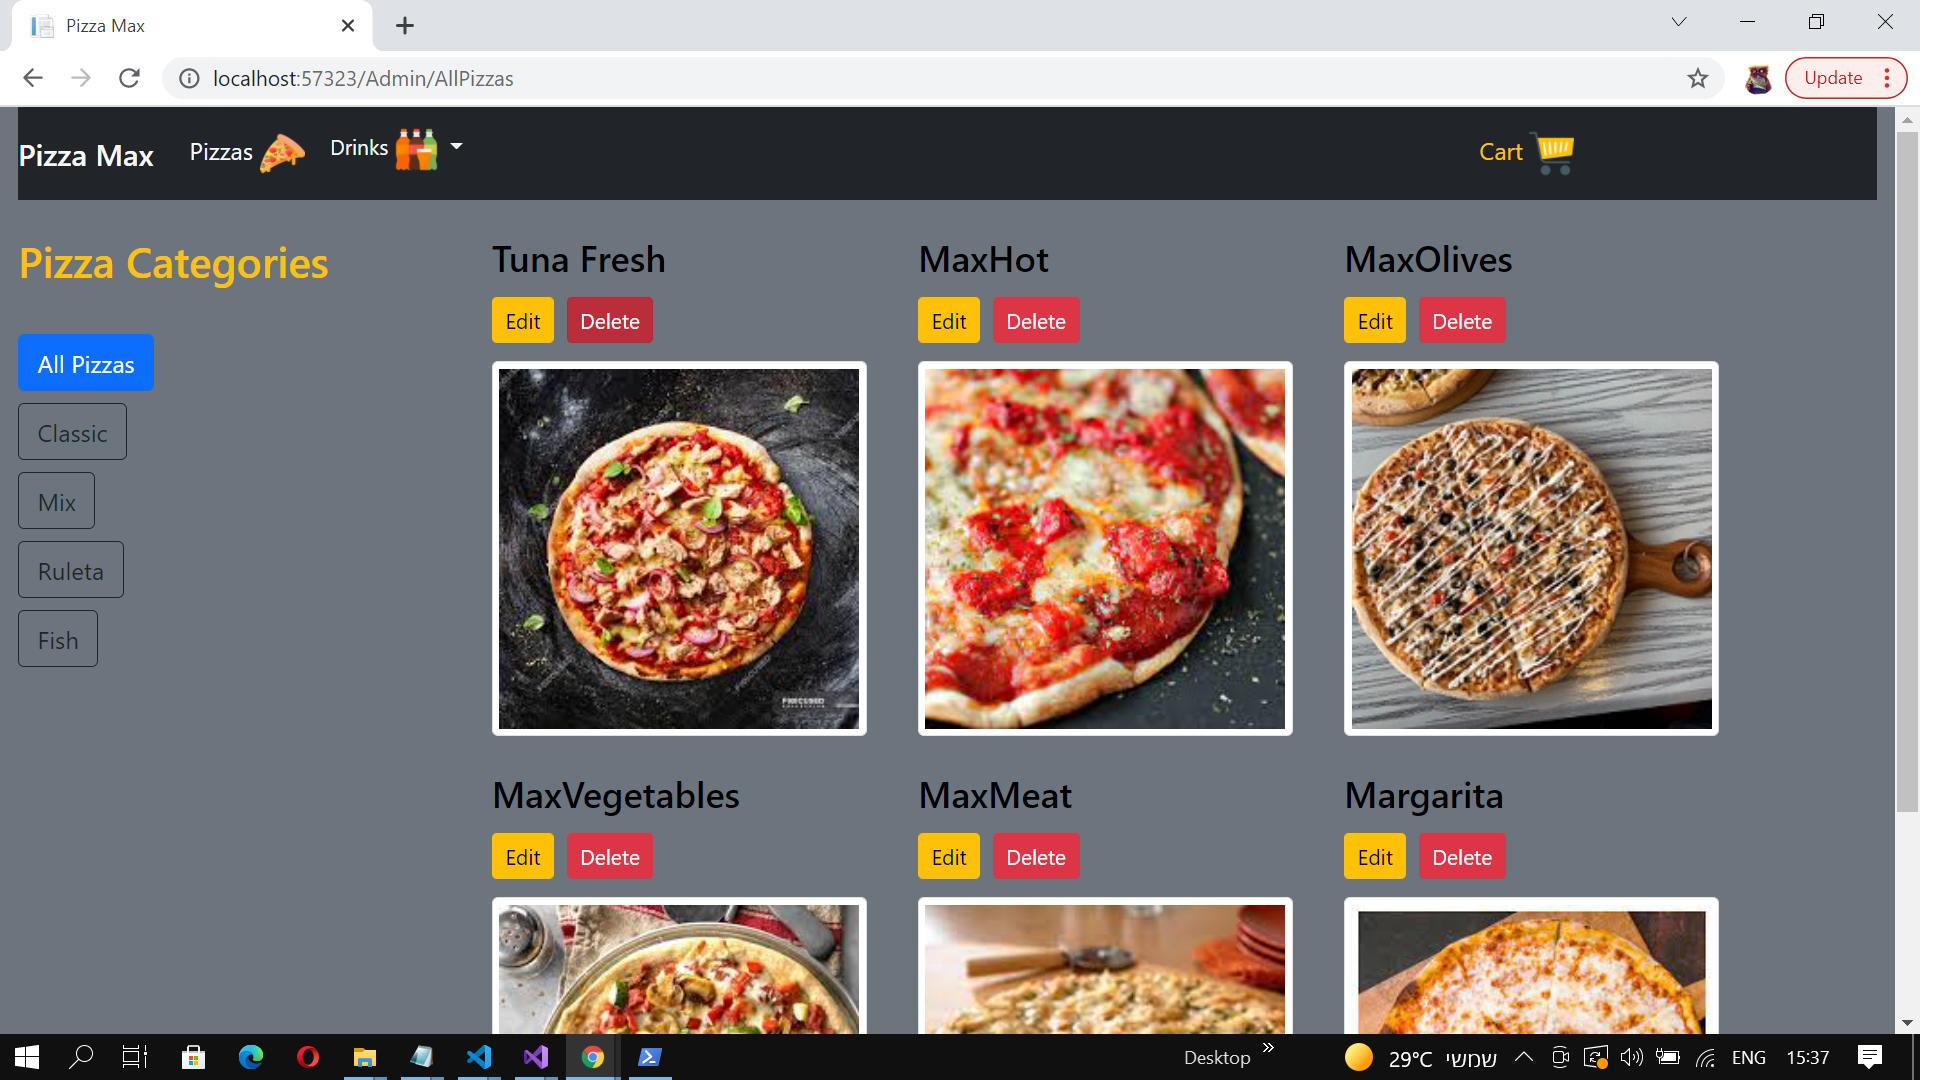 Pizza Max
localhost:57323/Admin/AllPizzas
Update
Pizza Max
Pizzas
Drinks
Cart
Pizza Categories
All Pizzas
Classic
Mix
Ruleta
Fish
Tuna Fresh
Edit Delete
MaxHot
Edit Delete
MaxOlives
Edit Delete
MaxVegetables
Edit Delete
MaxMeat
Edit Delete
Margarita
Edit Delete
Desktop
29°C שמשי
ENG
15:37